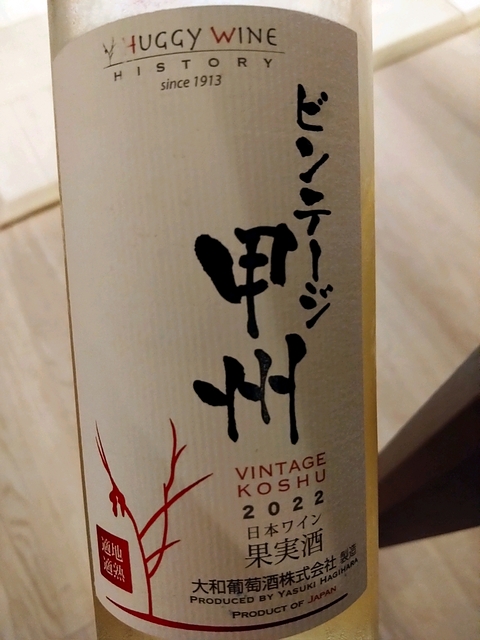 HUGGY WINE
HISTORY
since 1913
ビンテージ
甲州
VINTAGE
KOSHU
2022
日本ワイン
果実酒
適地
適熟
大和葡萄酒株式会社 製造
PRODUCED BY YASUKI HAGIHARA
PRODUCT OF JAPAN